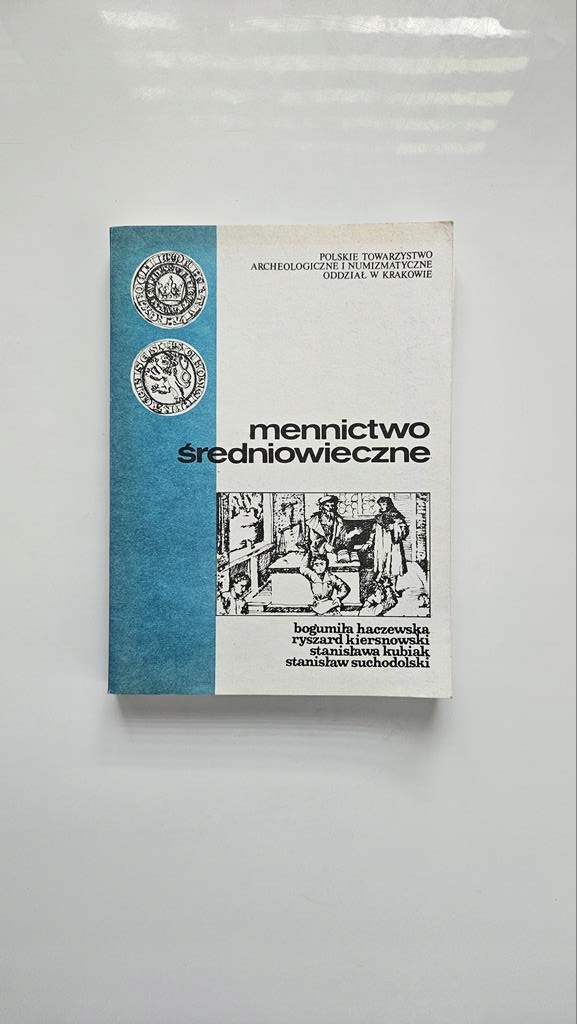 POLSKIE TOWARZYSTWO
ARCHEOLOGICZNE I NUMIZMATYCZNE
ODDZIAŁ W KRAKOWIE
mennictwo
średniowieczne
bogumiła haczewska
ryszard kiersnowski
stanisława kubiak
stanisław suchodolski